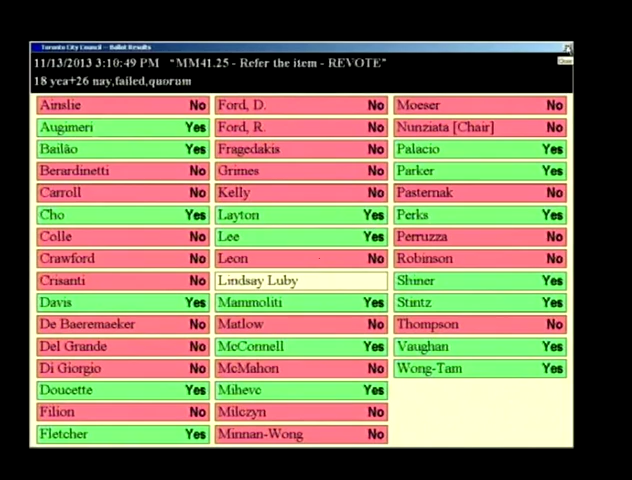 Toronto City Council -- Ballot Results
11/13/2013 3:10:49 PM "MM41.25 - Refer the item - REVOTE"
Close
18 yea+26 nay,failed,quorum
Ainslie No
Augimeri Yes
Bailão Yes
Berardinetti No
Carroll No
Cho Yes
Colle No
Crawford No
Crisanti No
Davis Yes
De Baeremaeker No
Del Grande No
Di Giorgio No
Doucette Yes
Filion No
Fletcher Yes
Ford, D. No
Ford, R. No
Fragedakis No
Grimes No
Kelly No
Layton Yes
Lee Yes
Leon No
Lindsay Luby
Mammoliti Yes
Matlow No
McConnell Yes
McMahon No
Mihevc Yes
Milczyn No
Minnan-Wong No
Moeser No
Nunziata [Chair] No
Palacio Yes
Parker Yes
Pasternak No
Perks Yes
Perruzza No
Robinson No
Shiner Yes
Stintz Yes
Thompson No
Vaughan Yes
Wong-Tam Yes